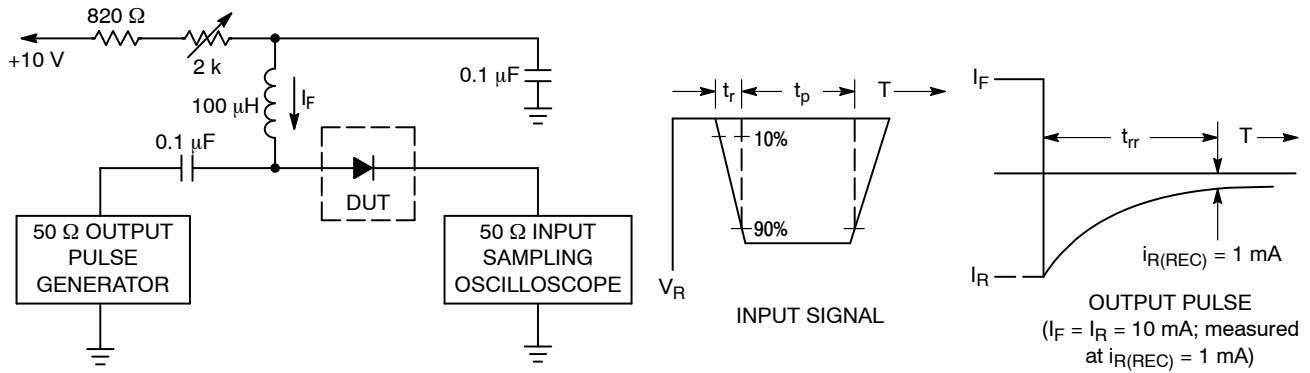 820 Ω
+10 V
2 k
0.1 μF
100 μH
I_F
0.1 μF
DUT
50 Ω OUTPUT
PULSE
GENERATOR
50 Ω INPUT
SAMPLING
OSCILLOSCOPE
t_r
t_p
T
10%
90%
V_R
INPUT SIGNAL
I_F
t_rr
T
i_R(REC) = 1 mA
I_R
OUTPUT PULSE
(I_F = I_R = 10 mA; measured
at i_R(REC) = 1 mA)